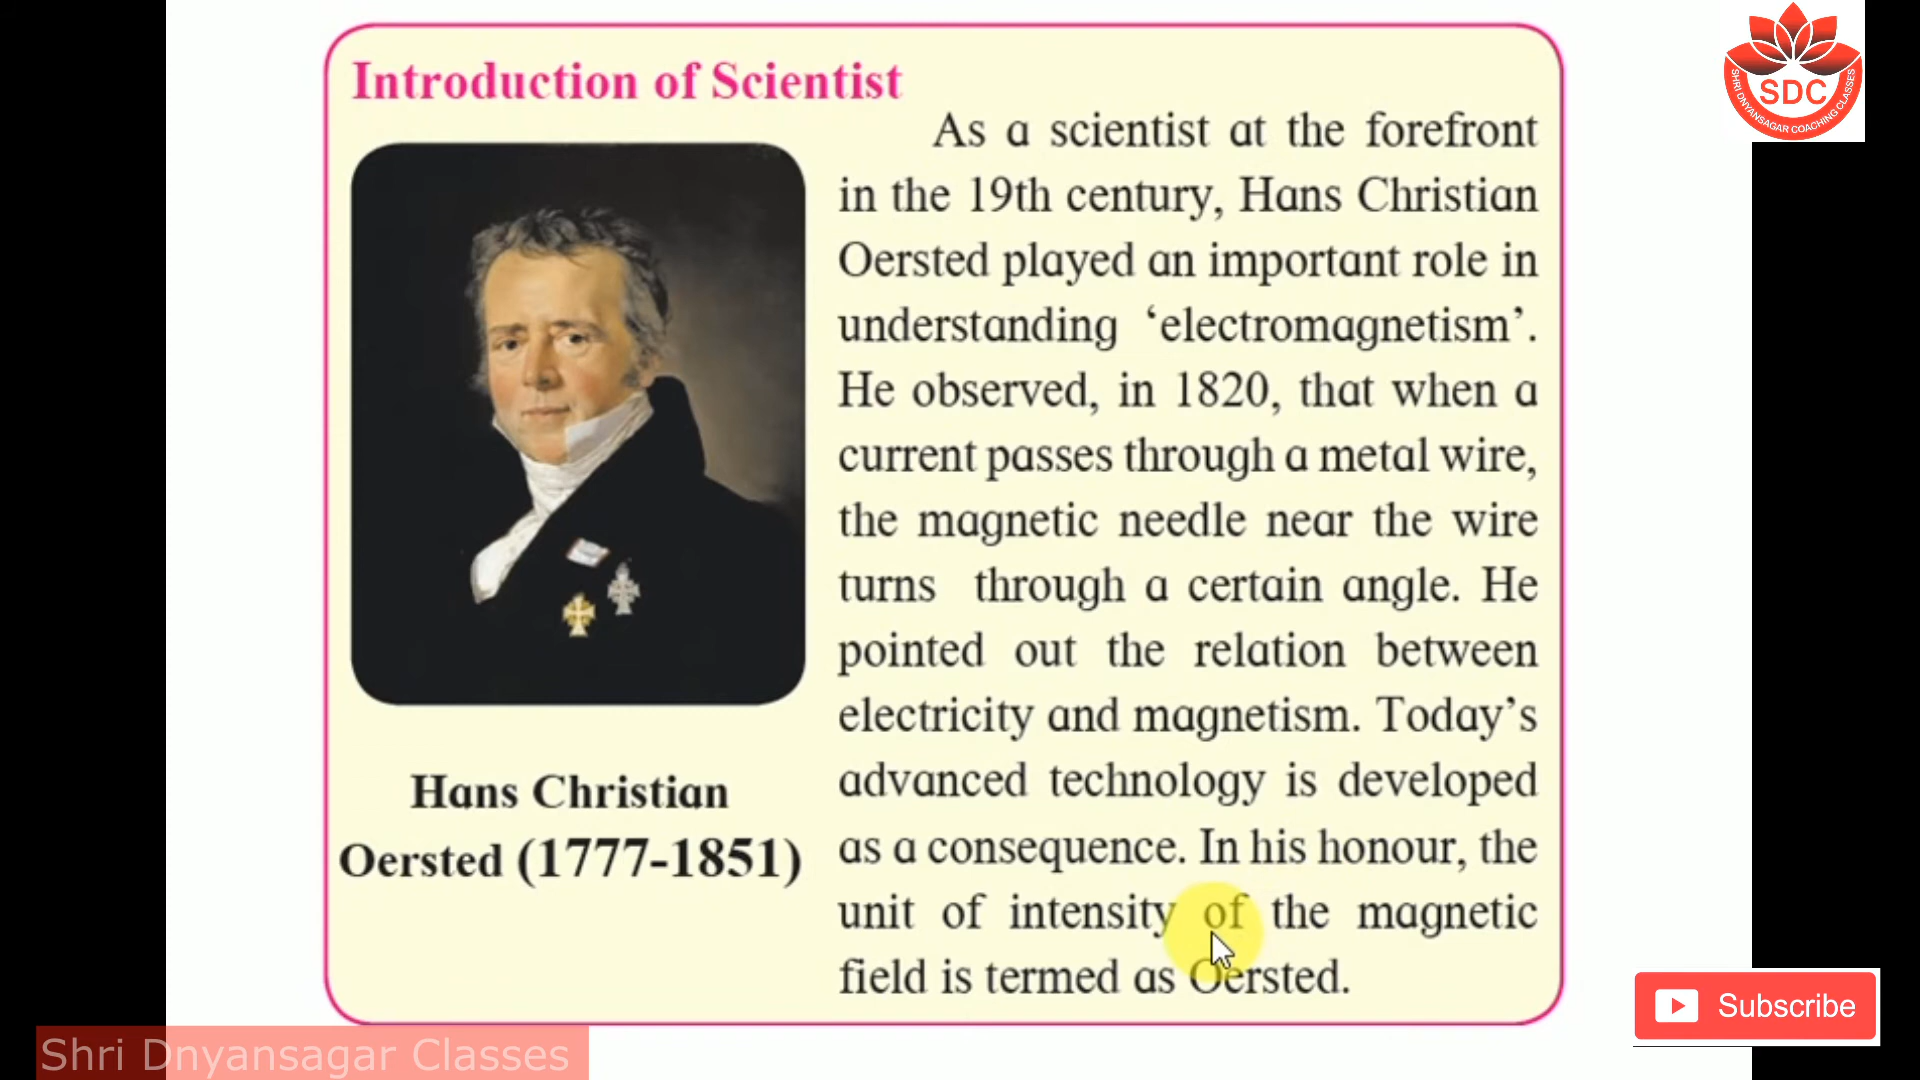 Introduction of Scientist
As a scientist at the forefront
in the 19th century, Hans Christian
Oersted played an important role in
understanding ‘electromagnetism’.
He observed, in 1820, that when a
current passes through a metal wire,
the magnetic needle near the wire
turns through a certain angle. He
pointed out the relation between
electricity and magnetism. Today’s
advanced technology is developed
as a consequence. In his honour, the
unit of intensity of the magnetic
field is termed as Oersted.
Hans Christian
Oersted (1777-1851)
SDC
SHRI DNYANSAGAR COACHING CLASSES
Subscribe
Shri Dnyansagar Classes